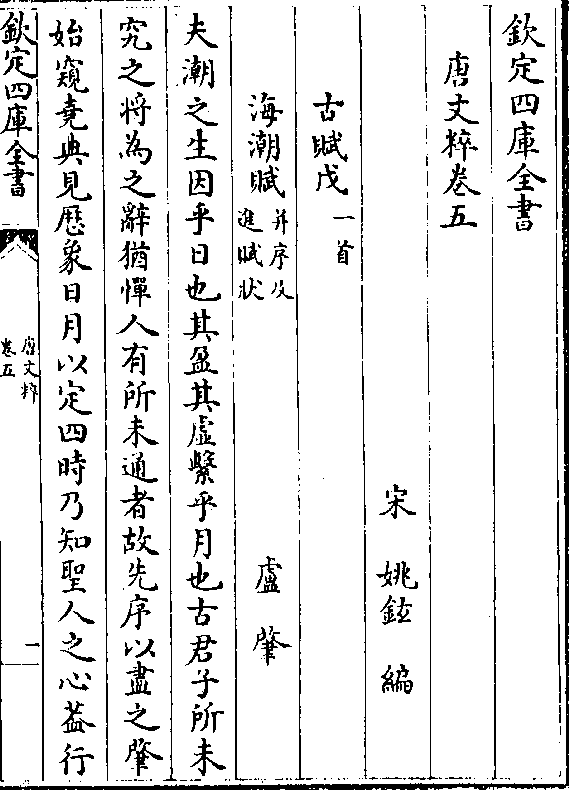 欽定四庫全書
唐文粹卷五
宋 姚鉉 編
古賦戊 一首
海潮賦 并序及進賦狀 盧肇
夫潮之生因乎日也其盈其虛繫乎月也古君子所未
究之將為之辭猶憚人有所未通者故先序以盡之肇
始窺堯典見厯象日月以定四時乃知聖人之心葢行
欽定四庫全書
唐文粹
卷五
一